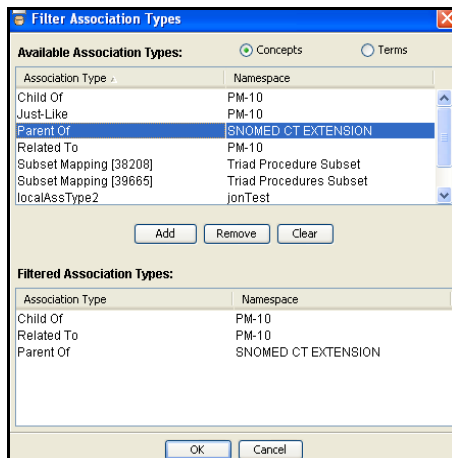 Filter Association Types
Available Association Types: Concepts Terms
Association Type Namespace
Child Of PM-10
Just-Like PM-10
Parent Of SNOMED CT EXTENSION
Related To PM-10
Subset Mapping [38208] Triad Procedure Subset
Subset Mapping [39665] Triad Procedures Subset
localAssType2 jonTest
Add Remove Clear
Filtered Association Types:
Association Type Namespace
Child Of PM-10
Related To PM-10
Parent Of SNOMED CT EXTENSION
OK Cancel